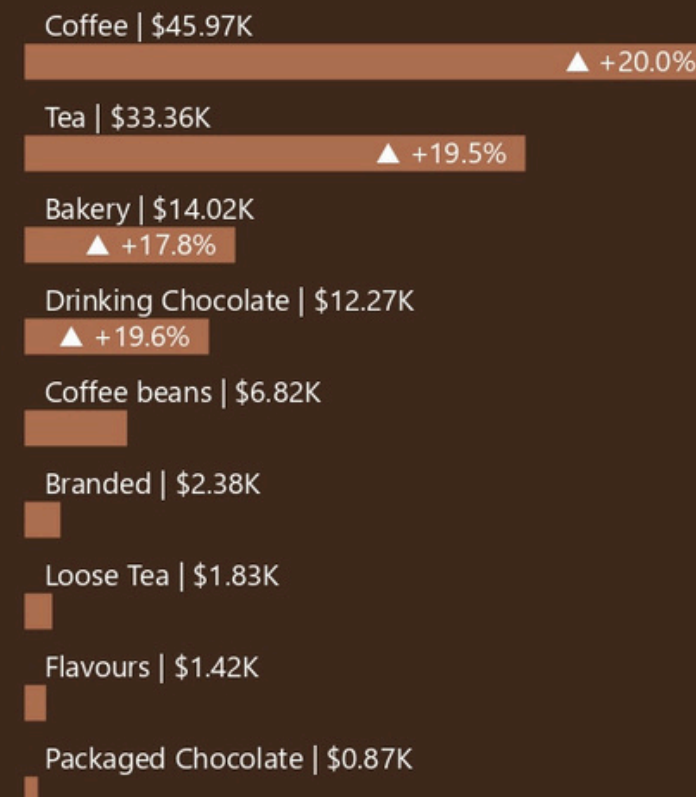 Coffee | $45.97K
▲ +20.0%
Tea | $33.36K
▲ +19.5%
Bakery | $14.02K
▲ +17.8%
Drinking Chocolate | $12.27K
▲ +19.6%
Coffee beans | $6.82K
Branded | $2.38K
Loose Tea | $1.83K
Flavours | $1.42K
Packaged Chocolate | $0.87K